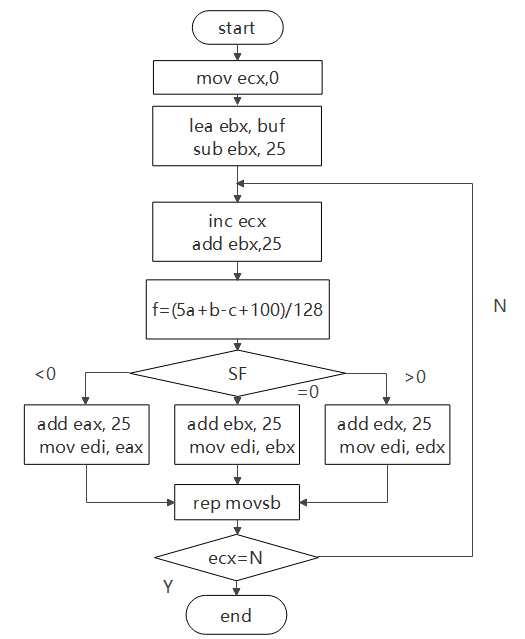 start
mov ecx,0
lea ebx, buf
sub ebx, 25
inc ecx
add ebx,25
N
f=(5a+b-c+100)/128
SF
<0
=0
>0
add eax, 25
mov edi, eax
add ebx, 25
mov edi, ebx
add edx, 25
mov edi, edx
rep movsb
ecx=N
Y
end